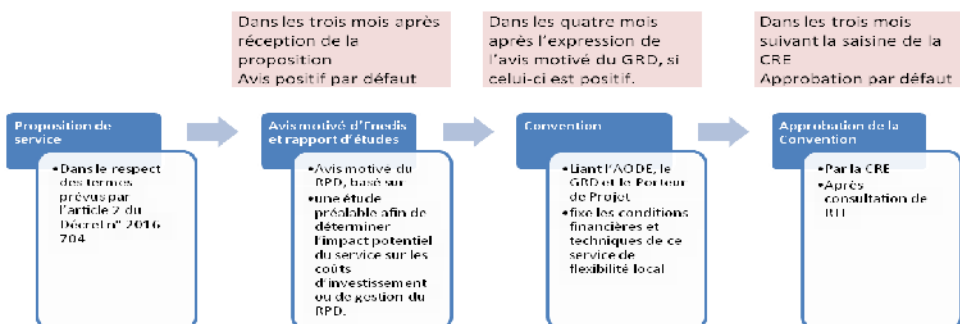 Dans les trois mois après
réception de la
proposition
Avis positif par défaut
Dans les quatre mois
après l'expression de
l'avis motivé du GRD, si
celui-ci est positif.
Dans les trois mois
suivant la saisine de la
CRE
Approbation par défaut
Proposition de
service
•Dans le respect
des termes
prévus par
l'article 2 du
Décret n° 2016-
704
Avis motivé d'Enedis
et rapport d'études
•Avis motivé du
RPD, basé sur
•une étude
préalable afin de
déterminer
l'impact potentiel
du service sur les
coûts
d'investissement
ou de gestion du
RPD.
Convention
•Liant l'AODE, le
GRD et le Porteur
de Projet
•fixe les conditions
financières et
techniques de ce
service de
flexibilité local
Approbation de la
Convention
•Par la CRE
•Après
consultation de
RTE